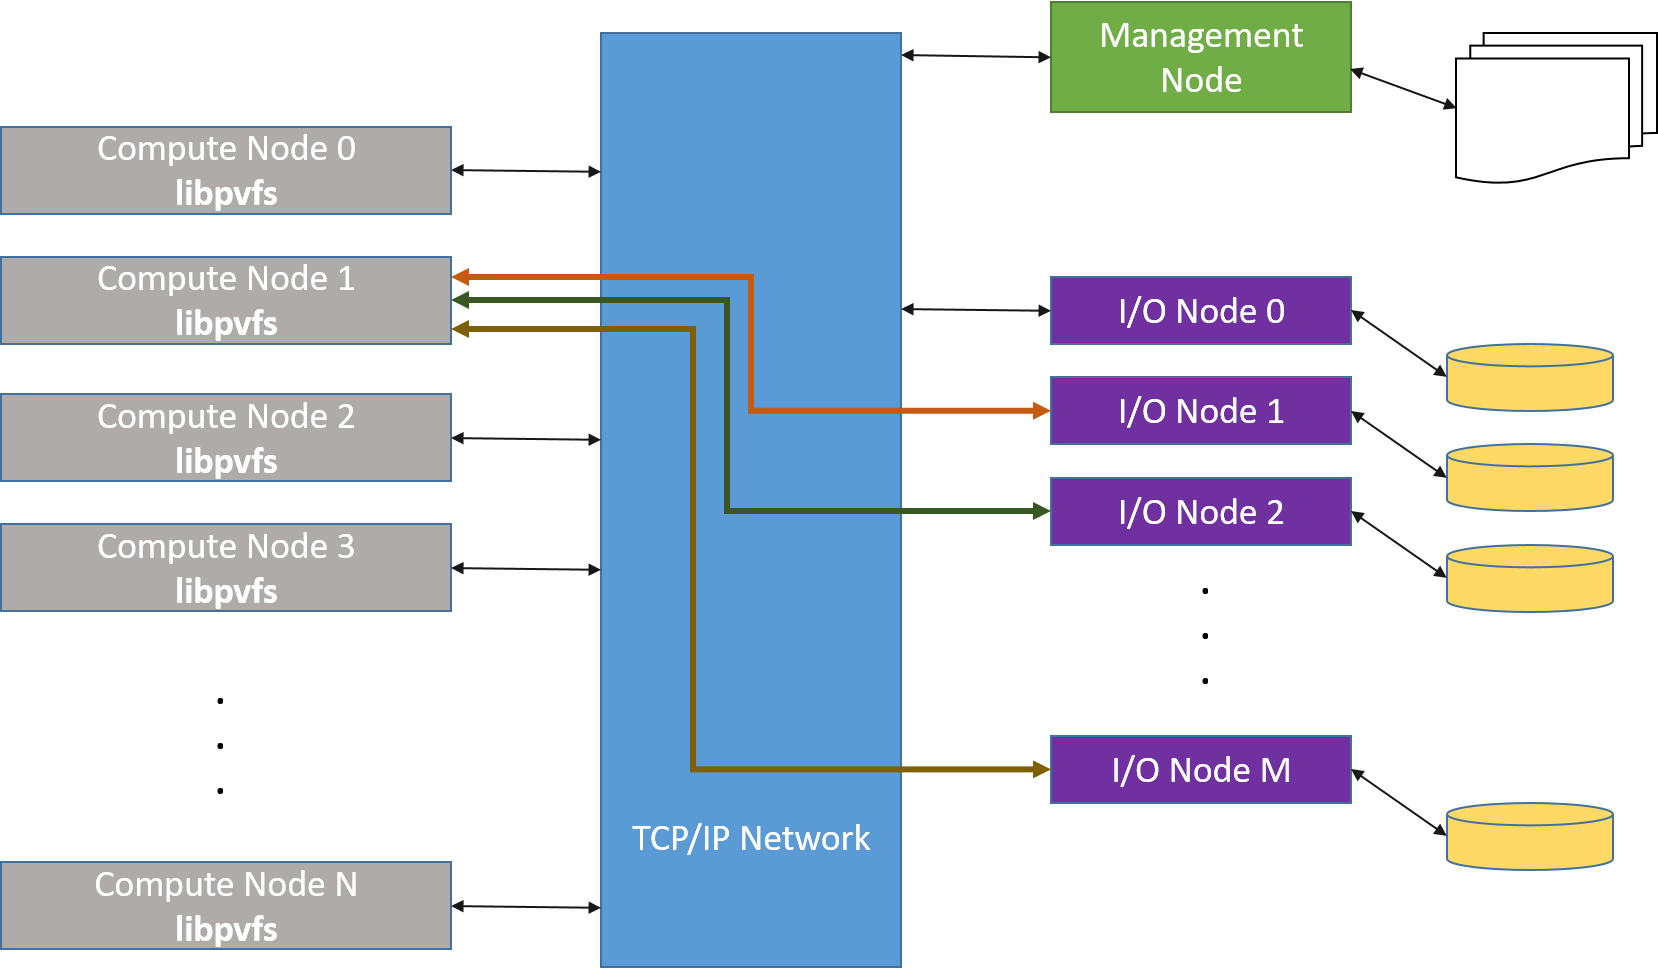 Management
Node
Compute Node 0
libpvfs
Compute Node 1
libpvfs
Compute Node 2
libpvfs
Compute Node 3
libpvfs
.
.
.
Compute Node N
libpvfs
TCP/IP Network
I/O Node 0
I/O Node 1
I/O Node 2
.
.
.
I/O Node M